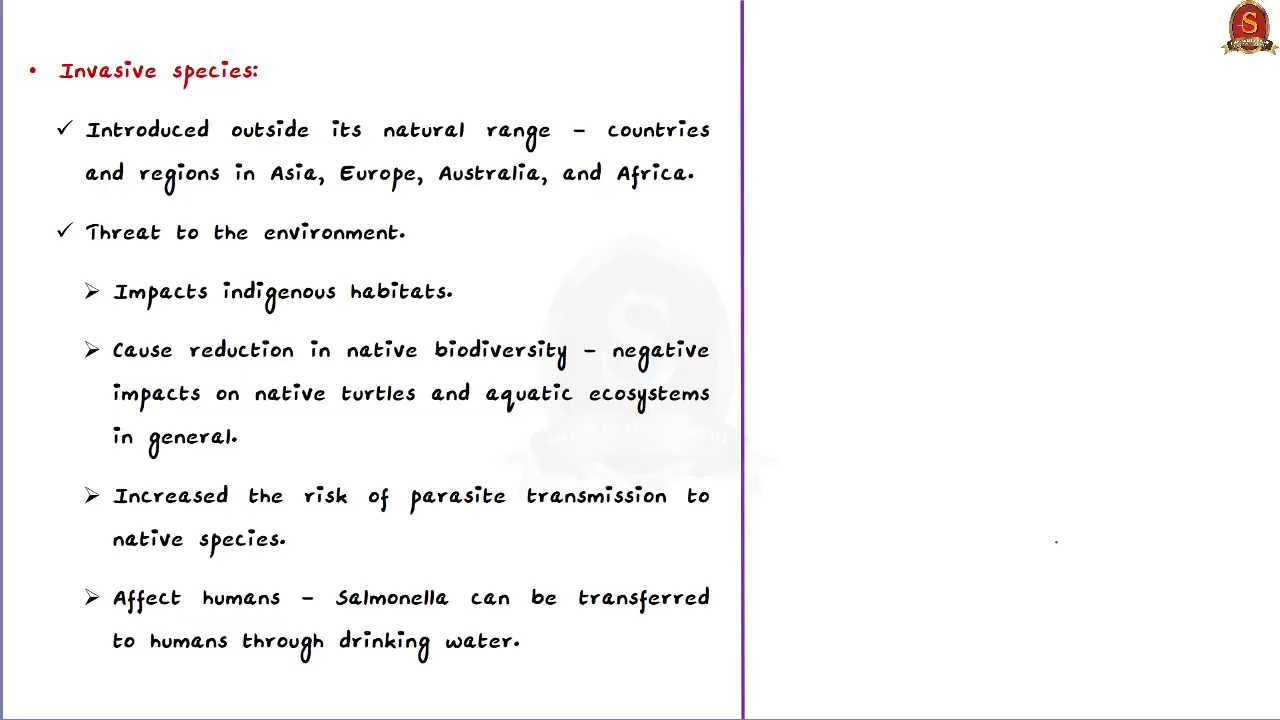 • Invasive species:
✓ Introduced outside its natural range – countries
and regions in Asia, Europe, Australia, and Africa.
✓ Threat to the environment.
➢ Impacts indigenous habitats.
➢ Cause reduction in native biodiversity – negative
impacts on native turtles and aquatic ecosystems
in general.
➢ Increased the risk of parasite transmission to
native species.
➢ Affect humans – Salmonella can be transferred
to humans through drinking water.
S